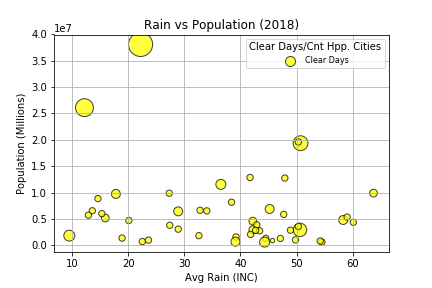 Rain vs Population (2018)
1e7
Clear Days/Cnt Hpp. Cities
Clear Days
4.0
3.5
3.0
2.5
2.0
1.5
1.0
0.5
0.0
Population (Millions)
10 20 30 40 50 60
Avg Rain (INC)